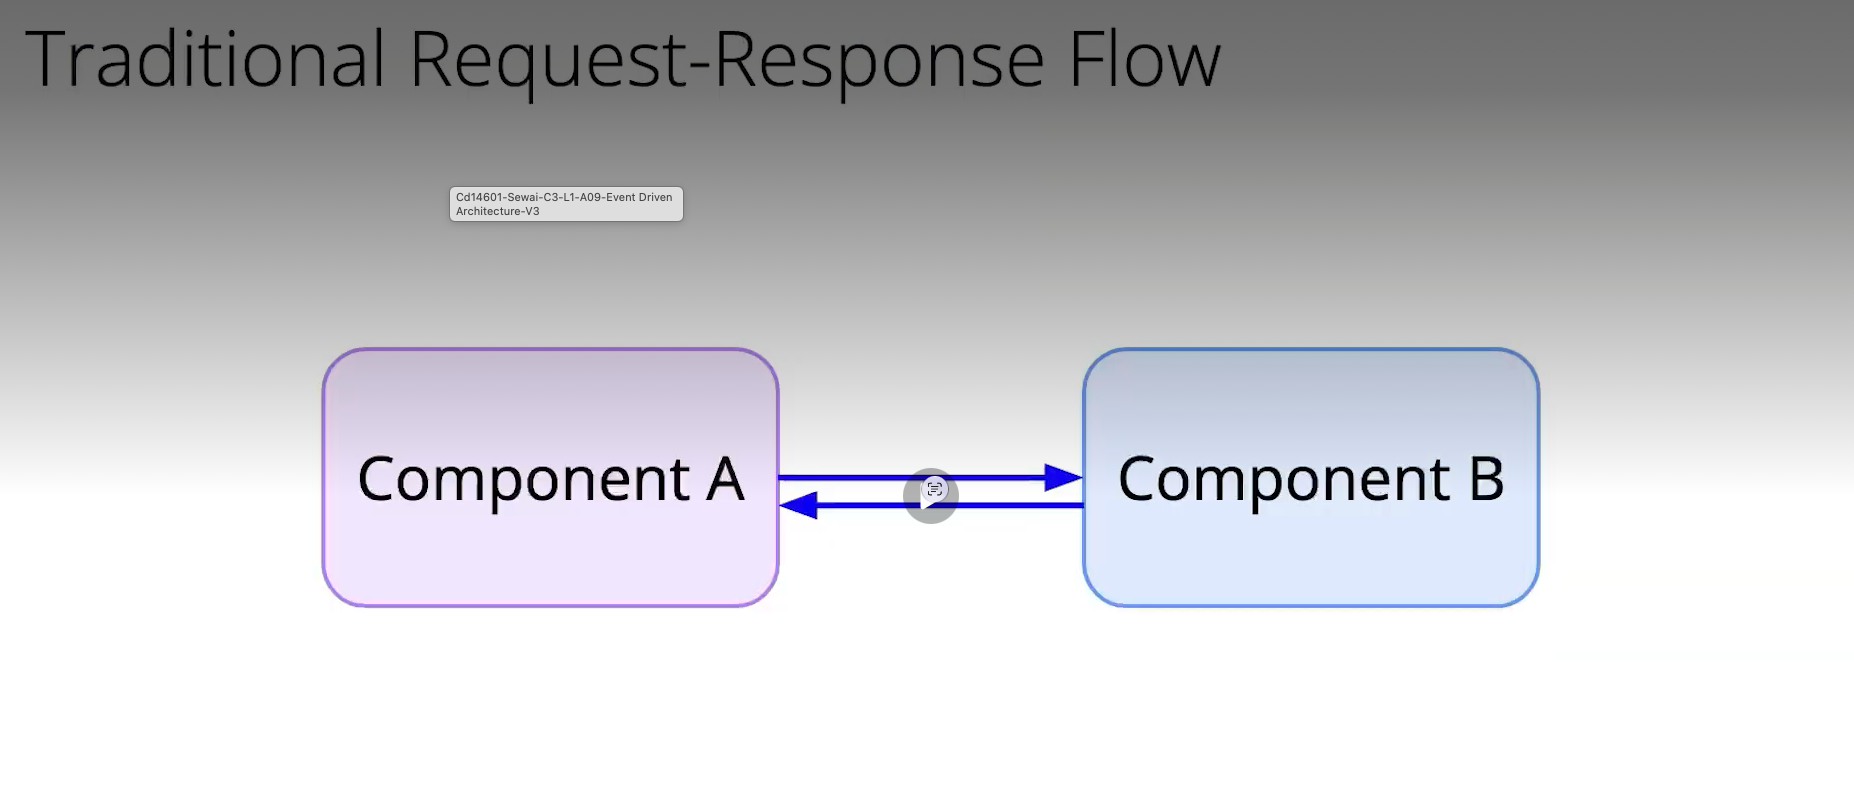 Traditional Request-Response Flow
Cd14601-Sewai-C3-L1-A09-Event Driven
Architecture-V3
Component A
Component B